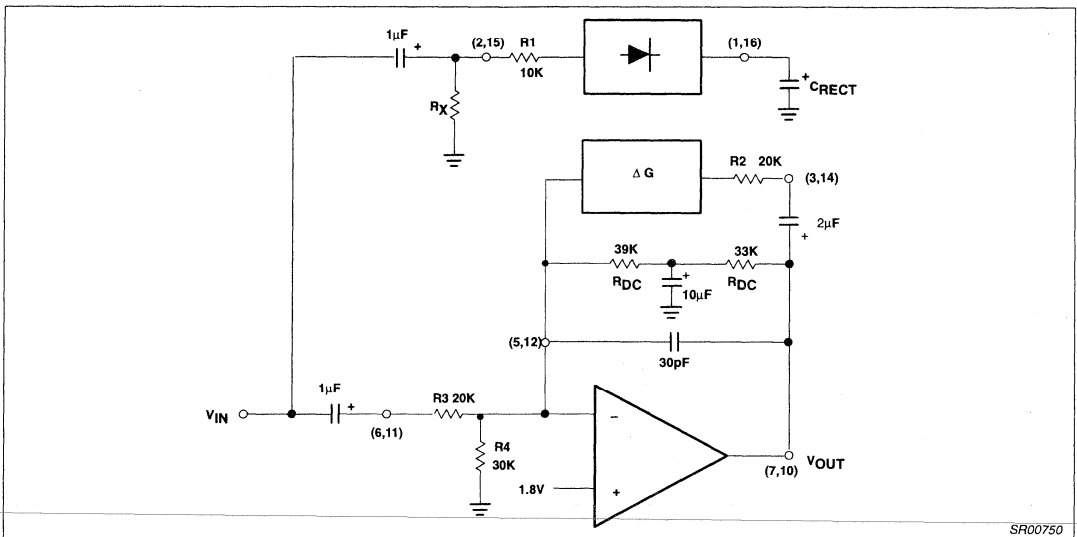 1µF
+
(2,15)
R1
10K
(1,16)
+
CRECT
RX
Δ G
R2 20K
(3,14)
2µF
+
39K
33K
RDC
+
10µF
RDC
(5,12)
30pF
1µF
VIN
+
R3 20K
(6,11)
R4
30K
−
1.8V
+
(7,10)
VOUT
SR00750